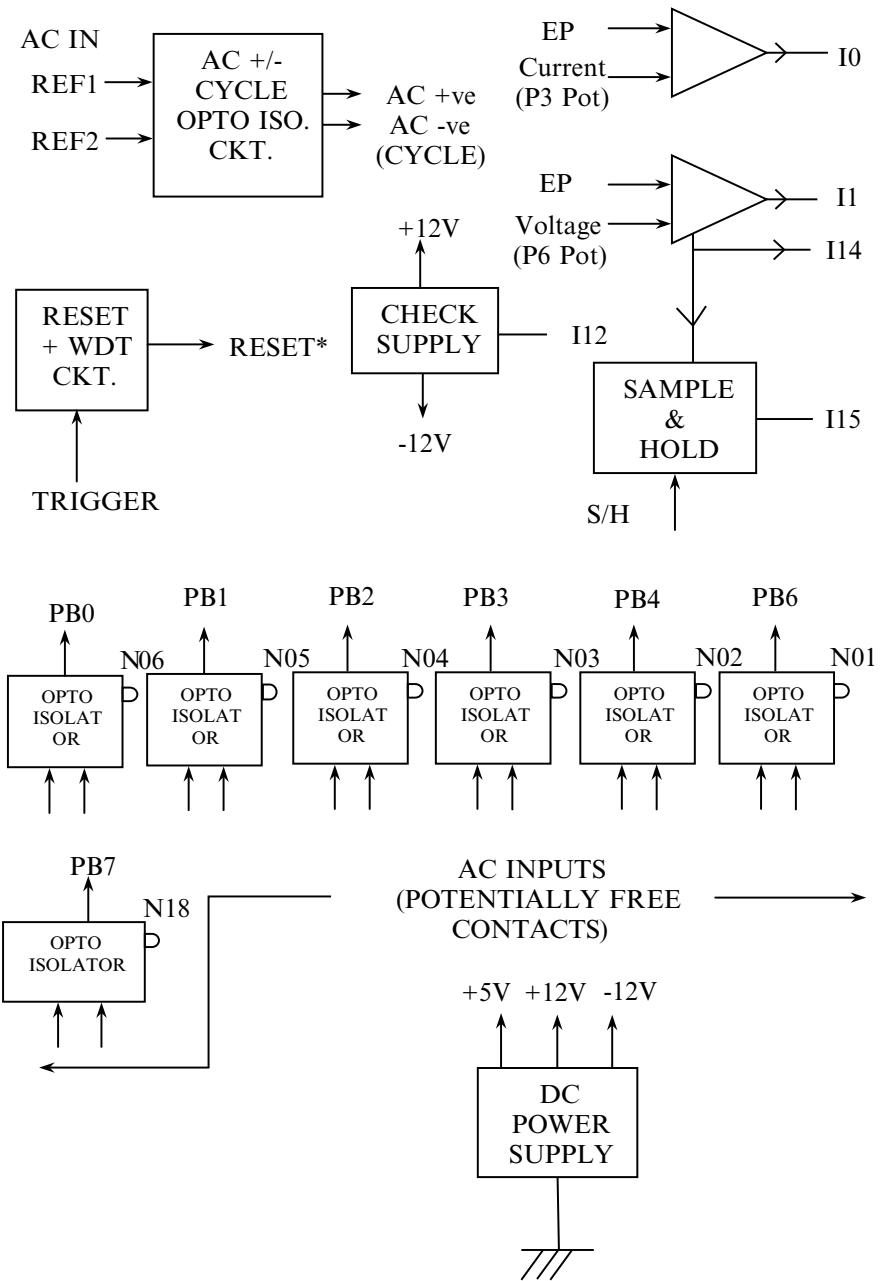 AC IN
REF1
REF2
AC +/-
CYCLE
OPTO ISO.
CKT.
AC +ve
AC -ve
(CYCLE)
EP
Current
(P3 Pot)
I0
EP
Voltage
(P6 Pot)
I1
I14
RESET
+ WDT
CKT.
RESET*
TRIGGER
+12V
CHECK
SUPPLY
I12
-12V
SAMPLE
&
HOLD
I15
S/H
PB0
N06
OPTO
ISOLAT
OR
PB1
N05
OPTO
ISOLAT
OR
PB2
N04
OPTO
ISOLAT
OR
PB3
N03
OPTO
ISOLAT
OR
PB4
N02
OPTO
ISOLAT
OR
PB6
N01
OPTO
ISOLAT
OR
PB7
N18
OPTO
ISOLATOR
AC INPUTS
(POTENTIALLY FREE
CONTACTS)
+5V +12V -12V
DC
POWER
SUPPLY